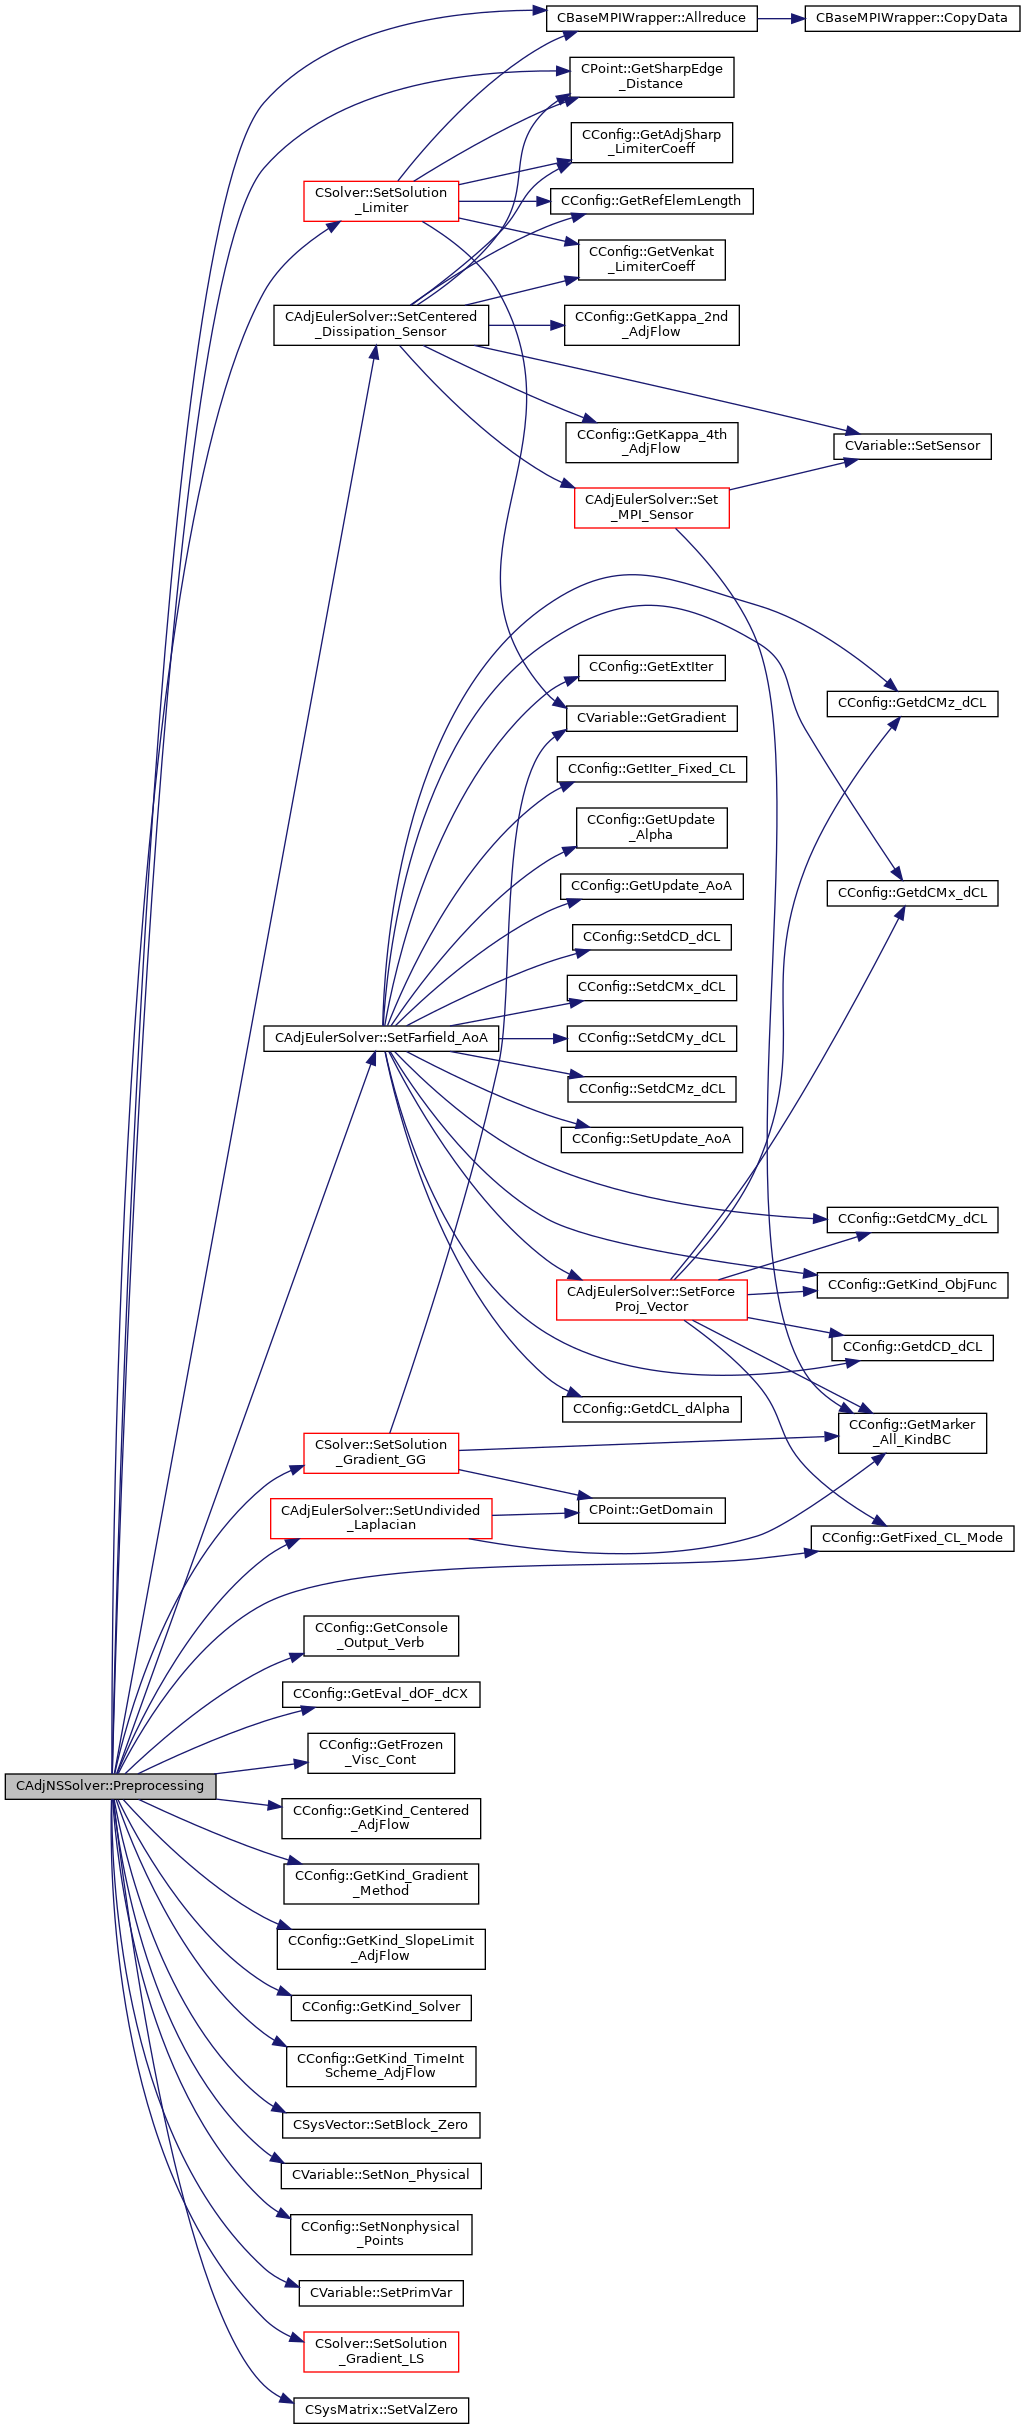 CBaseMPIWrapper::Allreduce
CBaseMPIWrapper::CopyData
CPoint::GetSharpEdge
_Distance
CConfig::GetAdjSharp
_LimiterCoeff
CSolver::SetSolution
_Limiter
CConfig::GetRefElemLength
CConfig::GetVenkat
_LimiterCoeff
CAdjEulerSolver::SetCentered
_Dissipation_Sensor
CConfig::GetKappa_2nd
_AdjFlow
CConfig::GetKappa_4th
_AdjFlow
CVariable::SetSensor
CAdjEulerSolver::Set
_MPI_Sensor
CConfig::GetExtIter
CConfig::GetdCMz_dCL
CVariable::GetGradient
CConfig::GetIter_Fixed_CL
CConfig::GetUpdate
_Alpha
CConfig::GetUpdate_AoA
CConfig::GetdCMx_dCL
CConfig::SetdCD_dCL
CConfig::SetdCMx_dCL
CAdjEulerSolver::SetFarfield_AoA
CConfig::SetdCMy_dCL
CConfig::SetdCMz_dCL
CConfig::SetUpdate_AoA
CConfig::GetdCMy_dCL
CConfig::GetKind_ObjFunc
CAdjEulerSolver::SetForce
Proj_Vector
CConfig::GetdCD_dCL
CConfig::GetdCL_dAlpha
CConfig::GetMarker
_All_KindBC
CSolver::SetSolution
_Gradient_GG
CPoint::GetDomain
CAdjEulerSolver::SetUndivided
_Laplacian
CConfig::GetFixed_CL_Mode
CConfig::GetConsole
_Output_Verb
CConfig::GetEval_dOF_dCX
CConfig::GetFrozen
_Visc_Cont
CAdjNSSolver::Preprocessing
CConfig::GetKind_Centered
_AdjFlow
CConfig::GetKind_Gradient
_Method
CConfig::GetKind_SlopeLimit
_AdjFlow
CConfig::GetKind_Solver
CConfig::GetKind_TimeInt
Scheme_AdjFlow
CSysVector::SetBlock_Zero
CVariable::SetNon_Physical
CConfig::SetNonphysical
_Points
CVariable::SetPrimVar
CSolver::SetSolution
_Gradient_LS
CSysMatrix::SetValZero